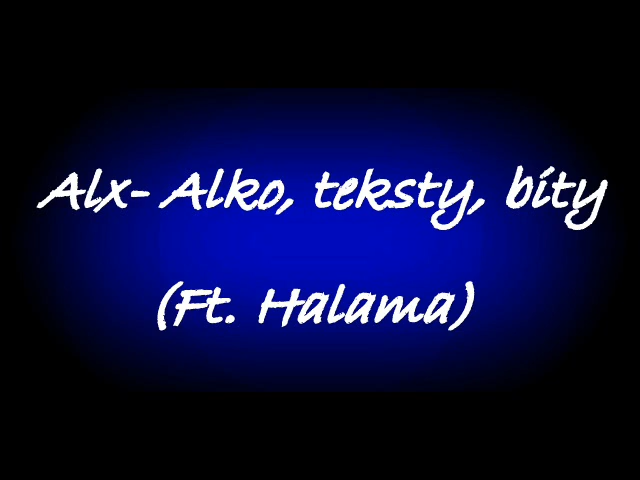 Alx- Alko, teksty, bity
(Ft. Halama)